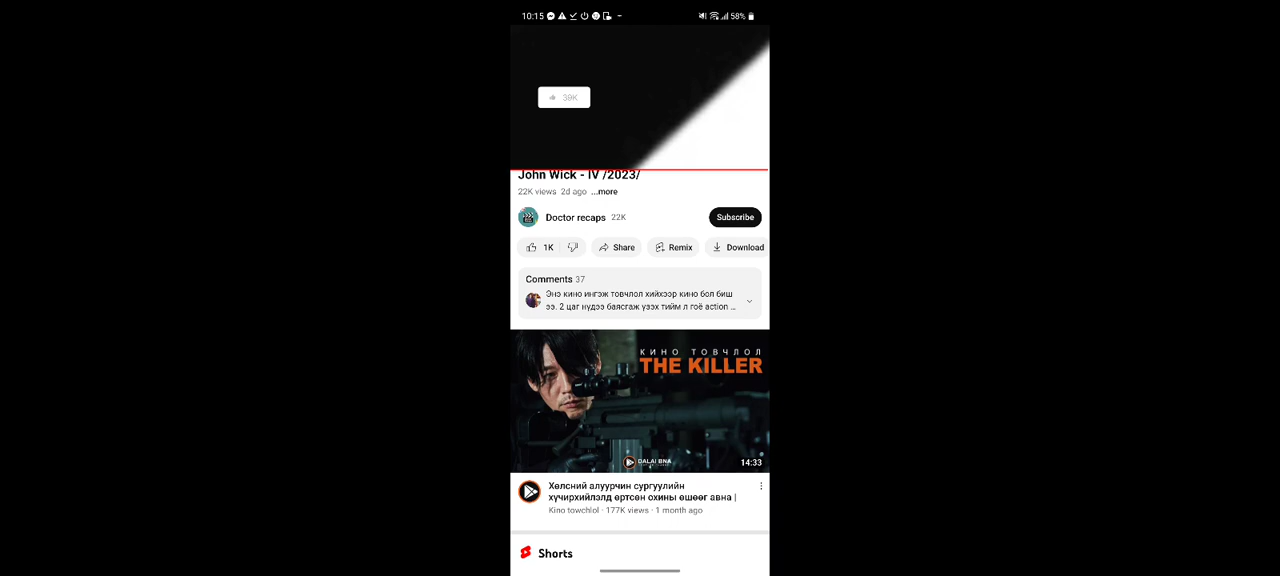 10:15 58%
30K
John Wick - IV /2023/
22K views 2d ago ...more
Doctor recaps 22K Subscribe
1K Share Remix Download
Comments 37
Энэ кино ингэж товчлол хийхээр кино бол биш
ээ. 2 цаг нүдээ баясгаж үзэх тийм л гоё action ...
КИНО ТОВЧЛОЛ
THE KILLER
DALAI BNA
14:33
Хөлсний алуурчин сургуулийн
хүчирхийлэлд өртсөн охины өшөөг авна |
Kino towchlol · 177K views · 1 month ago
Shorts